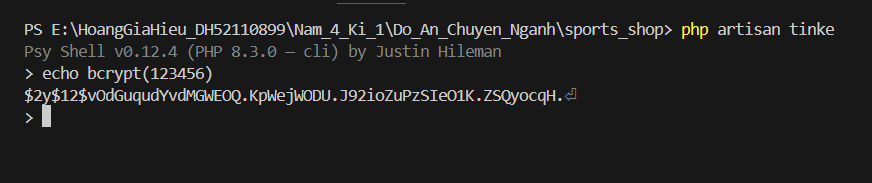 PS E:\HoangGiaHieu_DH52110899\Nam_4_Ki_1\Do_An_Chuyen_Nganh\sports_shop> php artisan tinke
Psy Shell v0.12.4 (PHP 8.3.0 — cli) by Justin Hileman
> echo bcrypt(123456)
$2y$12$vOdGuqudYvdMGWEOQ.KpWejWODU.J92ioZuPzSIeO1K.ZSQyocqH.⏎
>